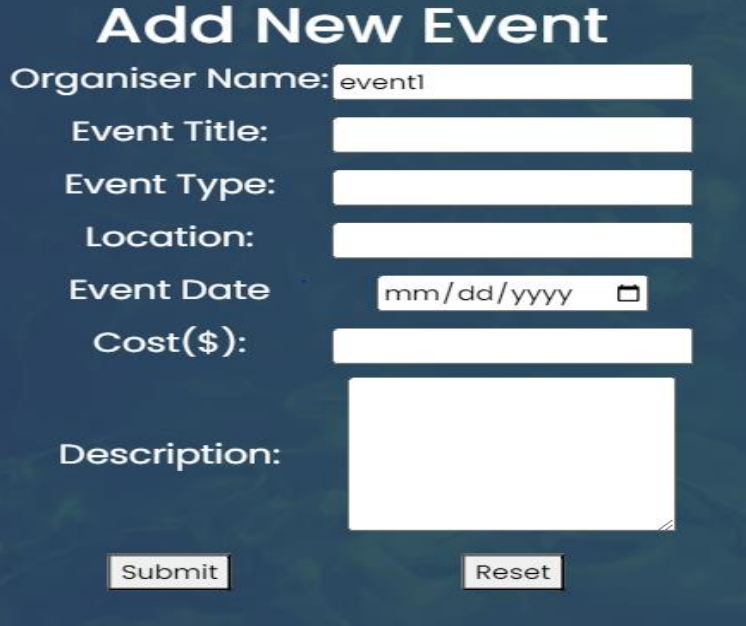 Add New Event
Organiser Name: event1
Event Title:
Event Type:
Location:
Event Date mm/dd/yyyy
Cost($):
Description:
Submit Reset